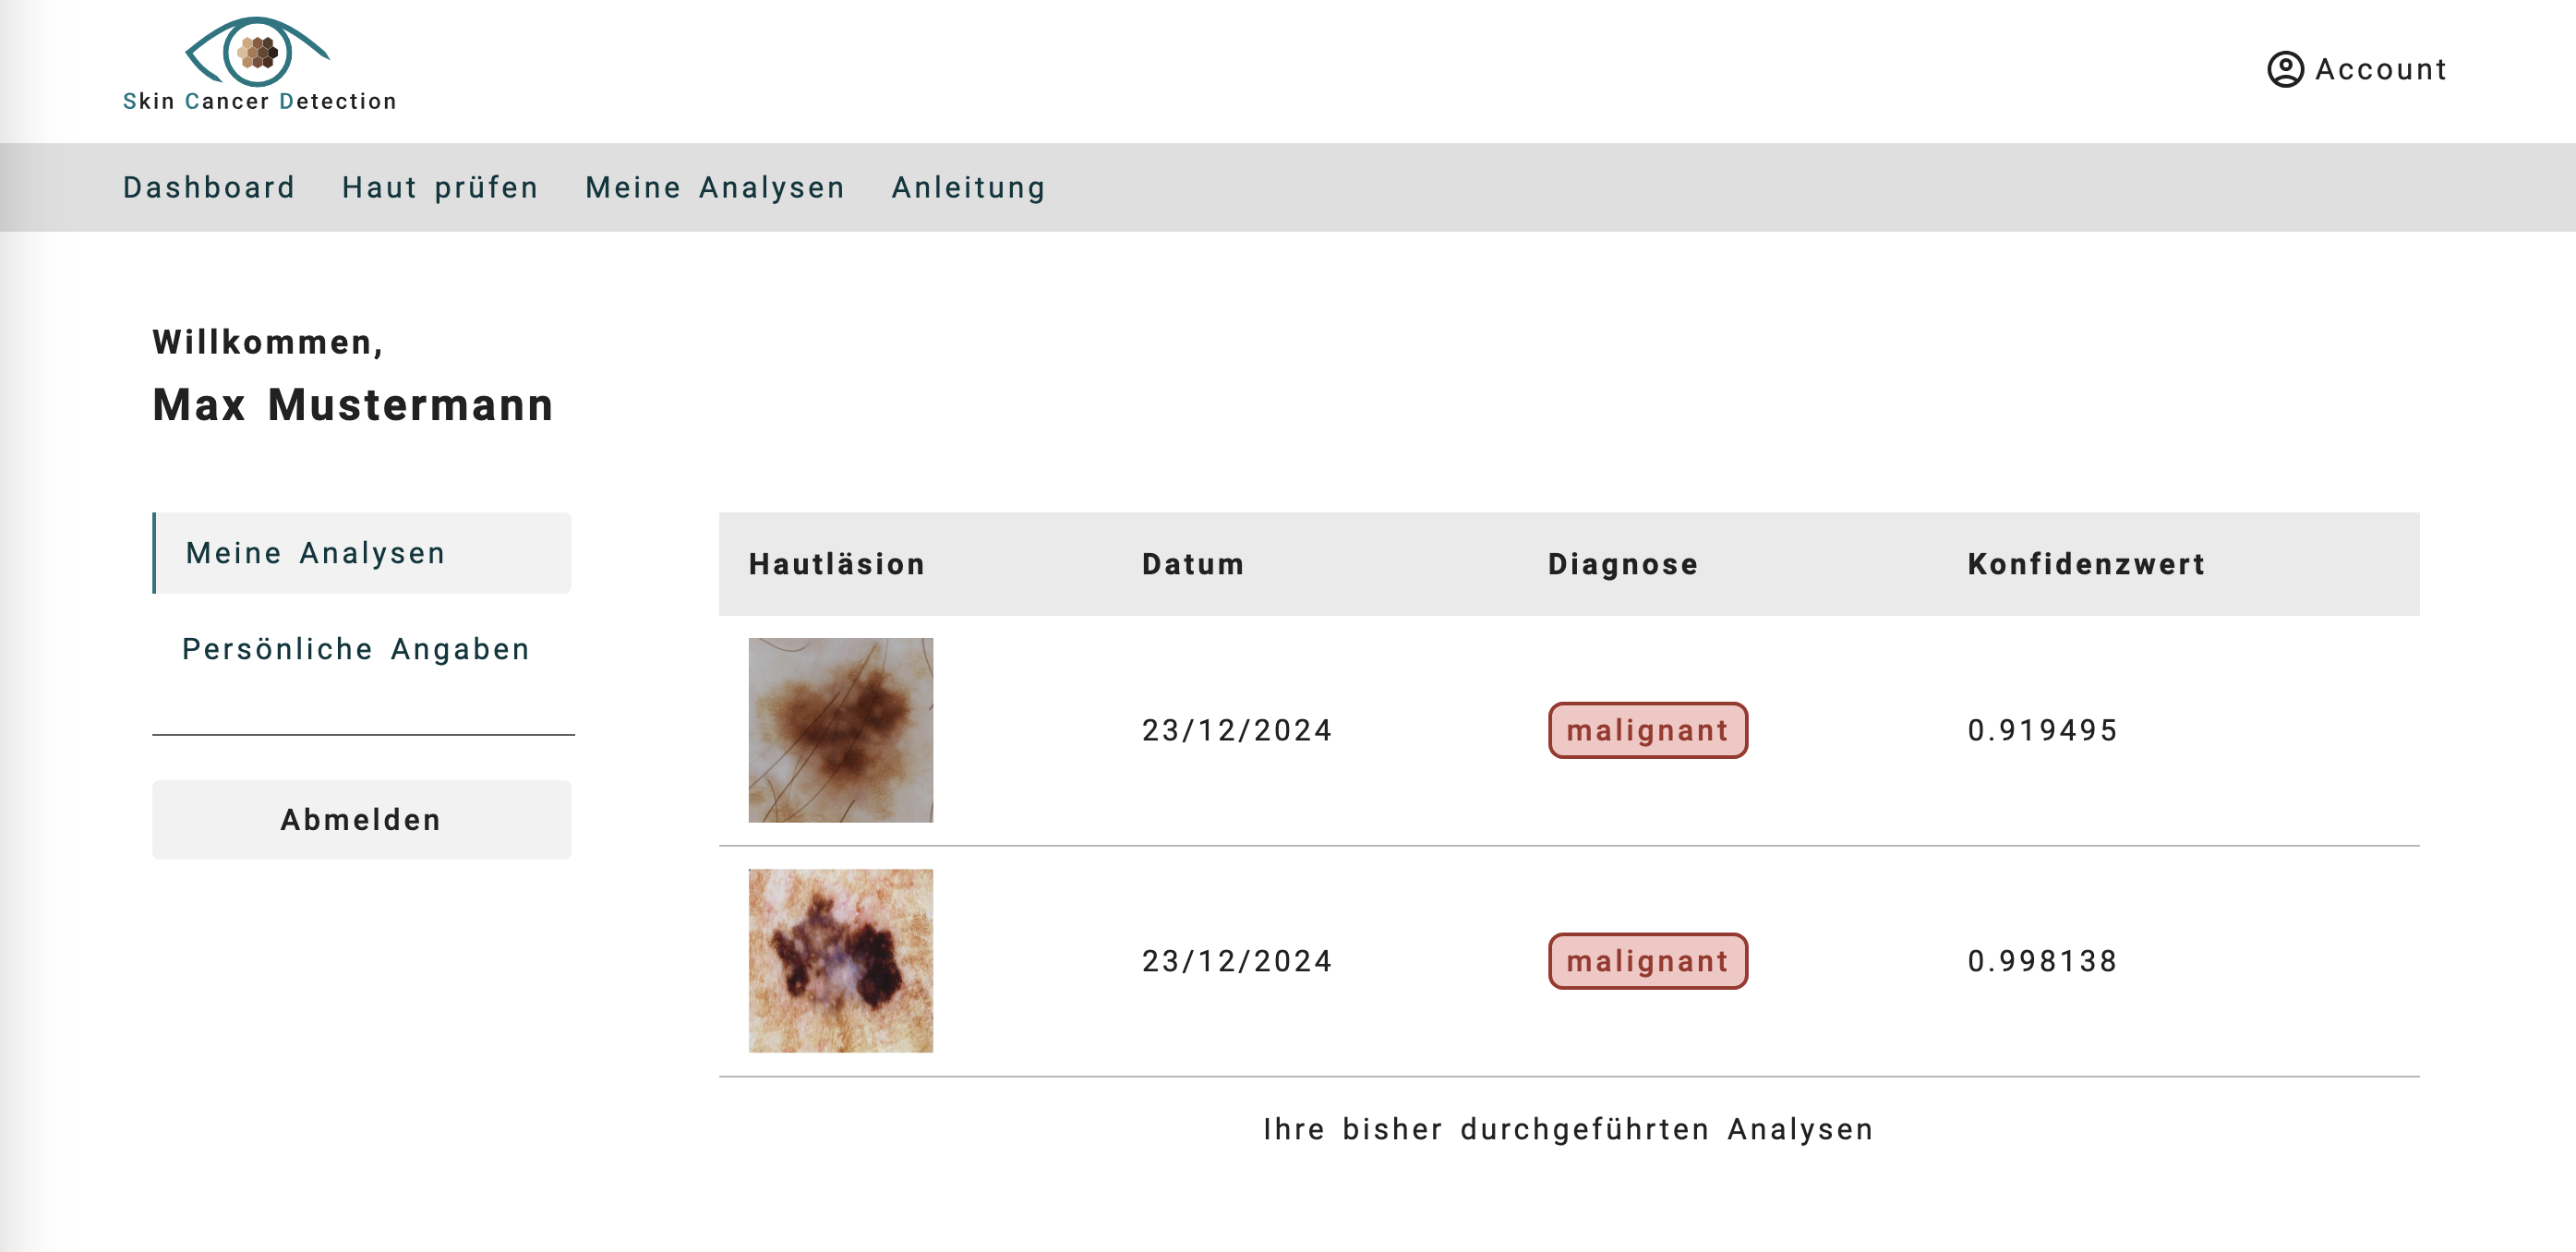 Skin Cancer Detection
Account
Dashboard Haut prüfen Meine Analysen Anleitung
Willkommen,
Max Mustermann
Meine Analysen
Persönliche Angaben
Abmelden
Hautläsion Datum Diagnose Konfidenzwert
23/12/2024 malignant 0.919495
23/12/2024 malignant 0.998138
Ihre bisher durchgeführten Analysen